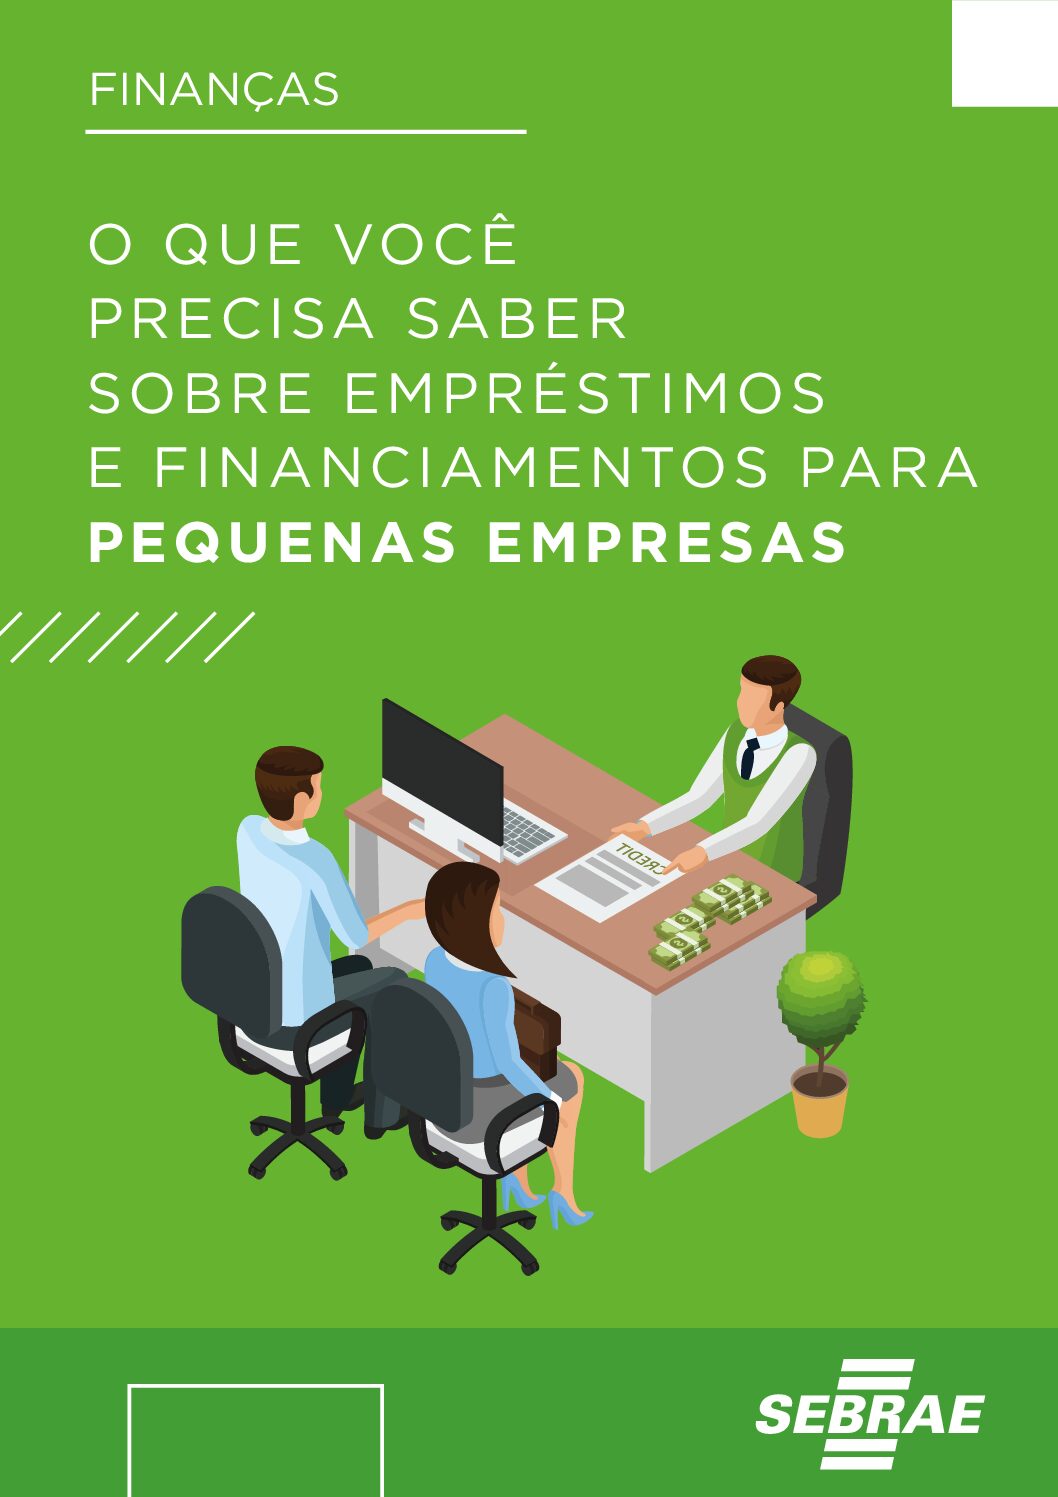 FINANÇAS
O QUE VOCÊ
PRECISA SABER
SOBRE EMPRÉSTIMOS
E FINANCIAMENTOS PARA
PEQUENAS EMPRESAS
CREDIT
SEBRAE